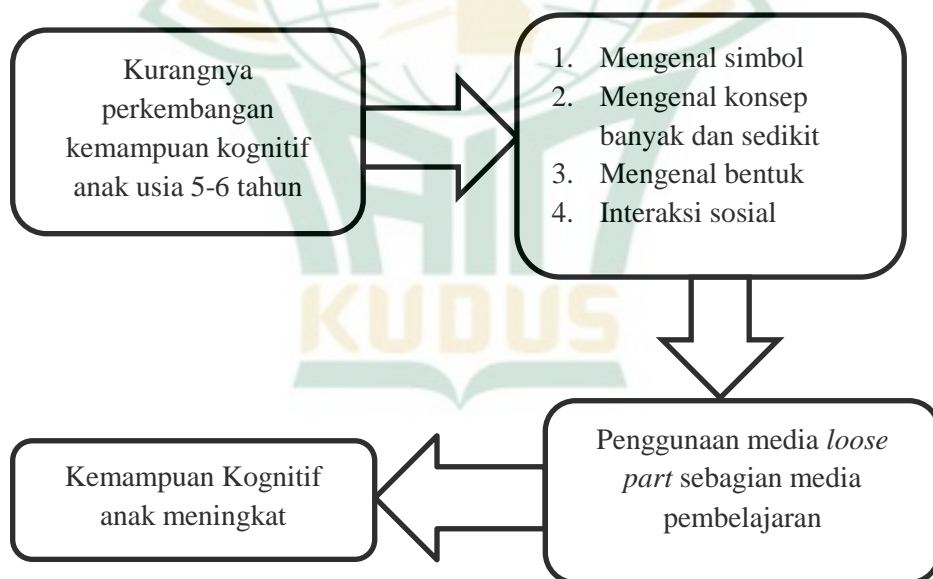 Kurangnya
perkembangan
kemampuan kognitif
anak usia 5-6 tahun
1. Mengenal simbol
2. Mengenal konsep
banyak dan sedikit
3. Mengenal bentuk
4. Interaksi sosial
KUDUS
Penggunaan media loose
part sebagian media
pembelajaran
Kemampuan Kognitif
anak meningkat